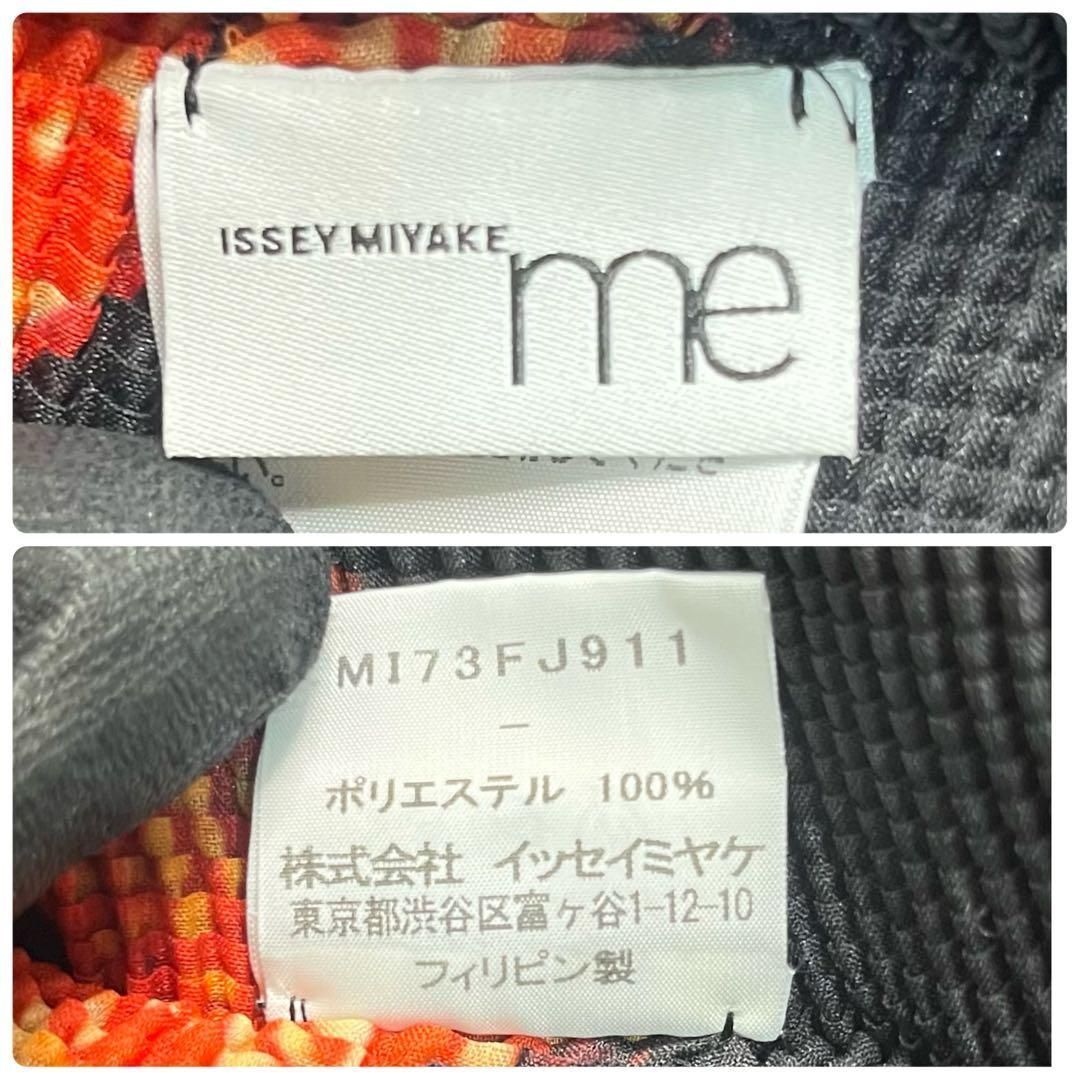 ISSEY MIYAKE me
い。
MI73FJ911
-
ポリエステル 100%
株式会社 イッセイミヤケ
東京都渋谷区富ヶ谷1-12-10
フィリピン製